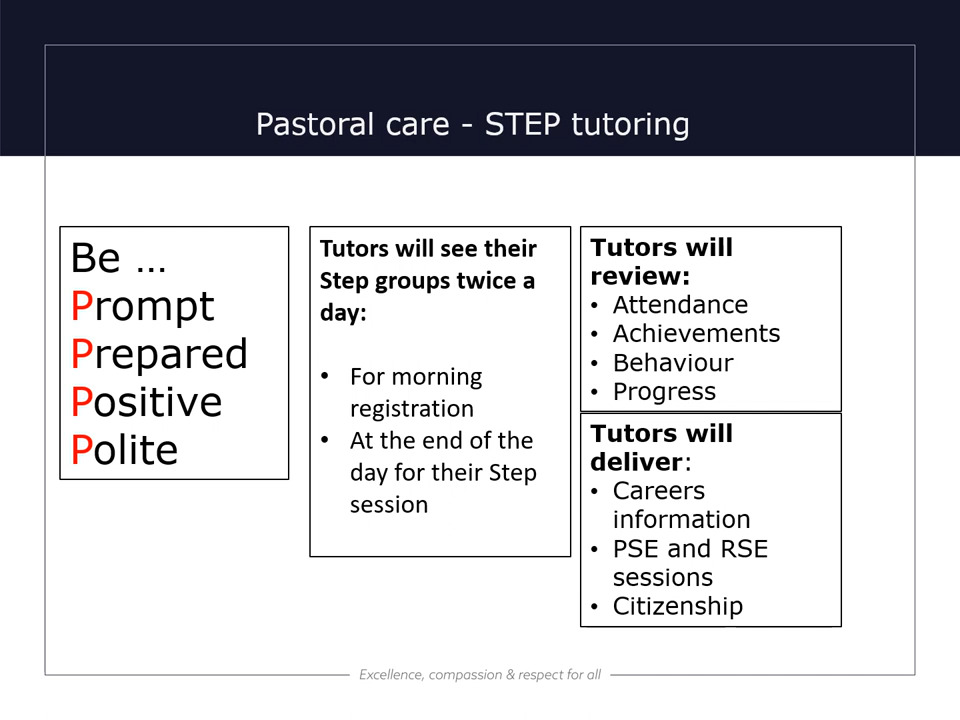 Pastoral care - STEP tutoring
Be …
Prompt
Prepared
Positive
Polite
Tutors will see their
Step groups twice a
day:
• For morning
registration
• At the end of the
day for their Step
session
Tutors will
review:
• Attendance
• Achievements
• Behaviour
• Progress
Tutors will
deliver:
• Careers
information
• PSE and RSE
sessions
• Citizenship
Excellence, compassion & respect for all